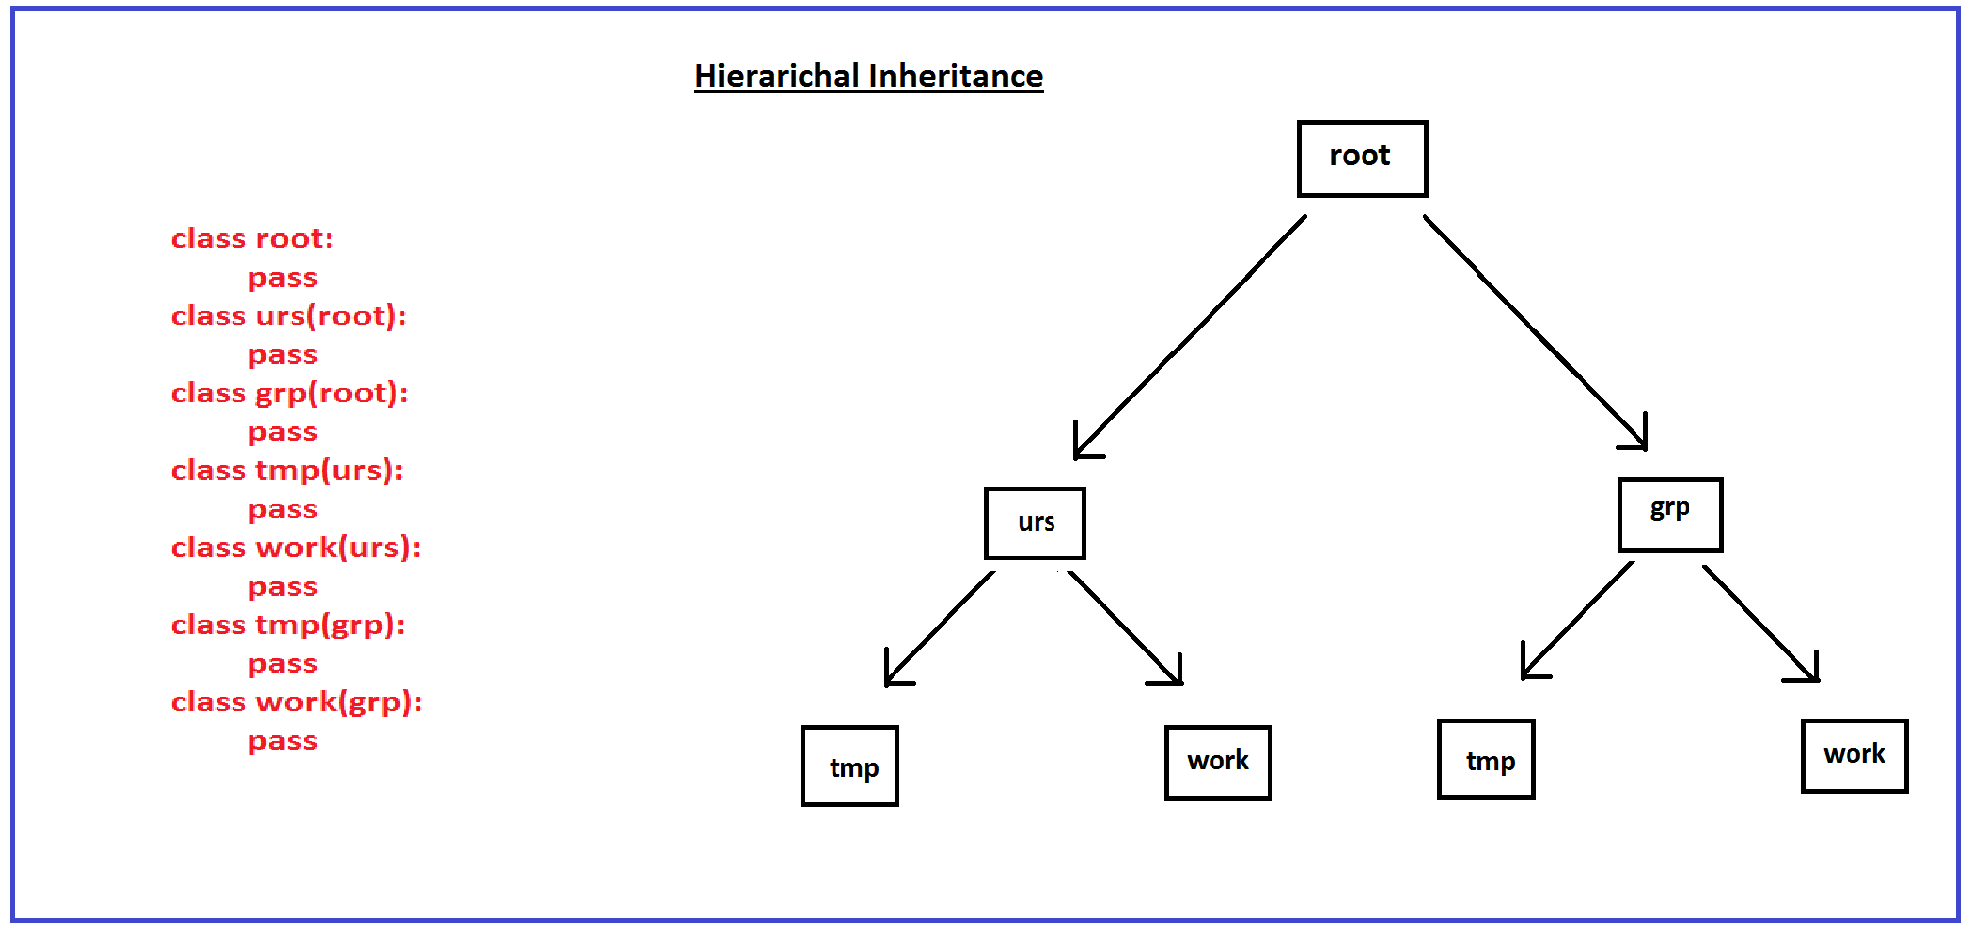 Hierarichal Inheritance
class root:
pass
class urs(root):
pass
class grp(root):
pass
class tmp(urs):
pass
class work(urs):
pass
class tmp(grp):
pass
class work(grp):
pass
root
urs
grp
tmp
work
tmp
work